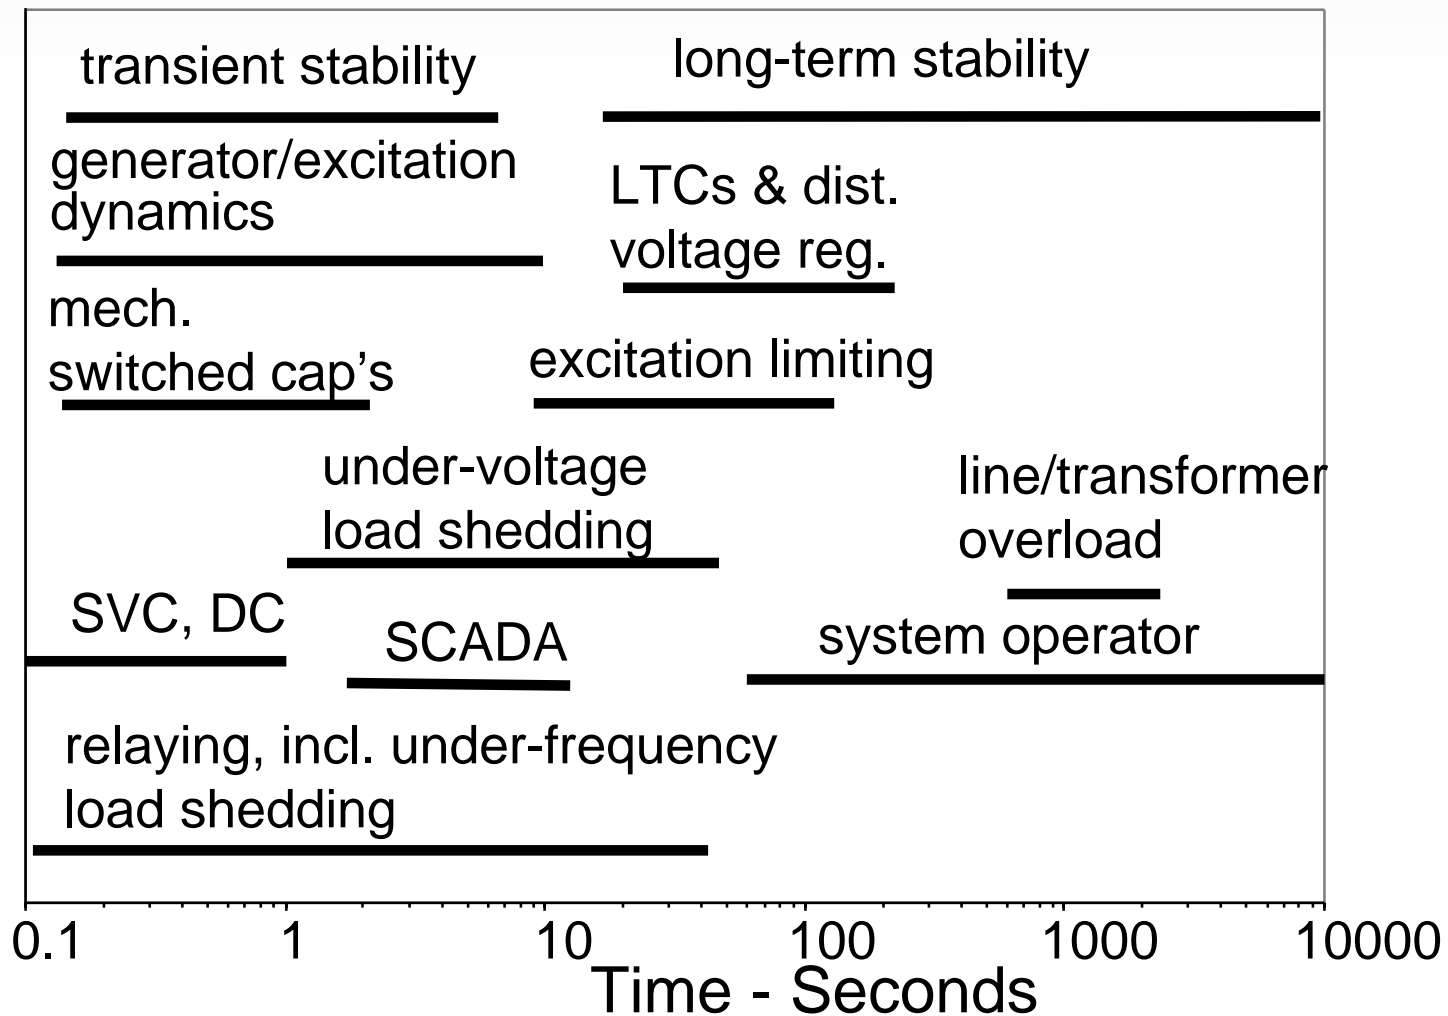 transient stability
long-term stability
generator/excitation
dynamics
LTCs & dist.
voltage reg.
mech.
switched cap's
excitation limiting
under-voltage
load shedding
line/transformer
overload
SVC, DC
SCADA
system operator
relaying, incl. under-frequency
load shedding
0.1 1 10 100 1000 10000
Time - Seconds